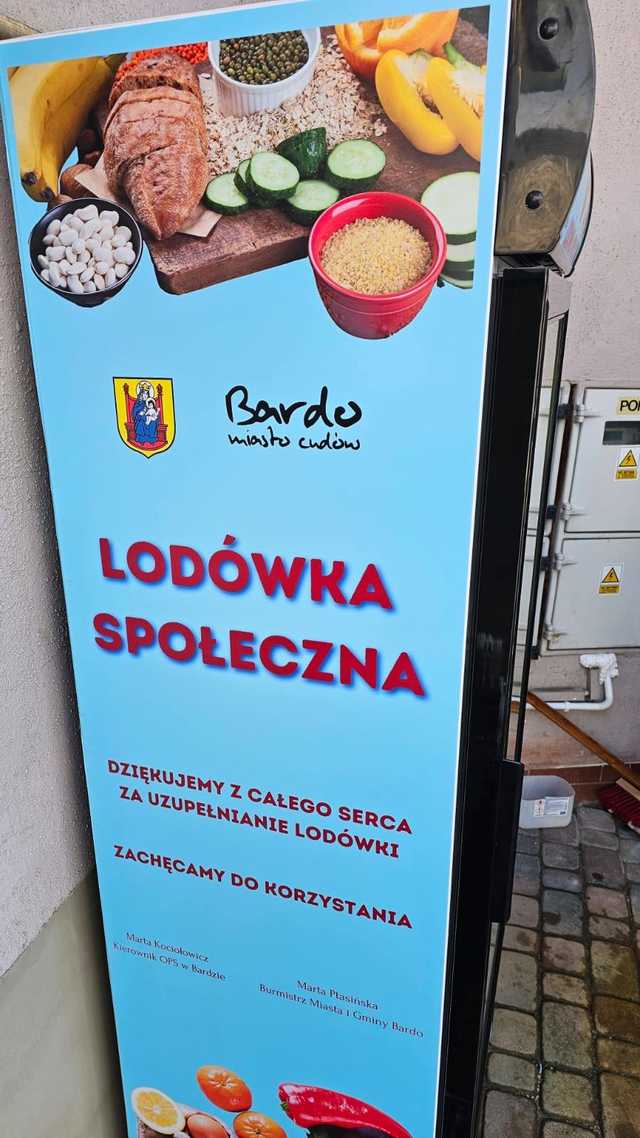 Bardo
miasto cudów
LODÓWKA
SPOŁECZNA
DZIĘKUJEMY Z CAŁEGO SERCA
ZA UZUPEŁNIANIE LODÓWKI
ZACHĘCAMY DO KORZYSTANIA
Marta Kociołowicz
Kierownik OPS w Bardzie
Marta Ptasińska
Burmistrz Miasta i Gminy Bardo